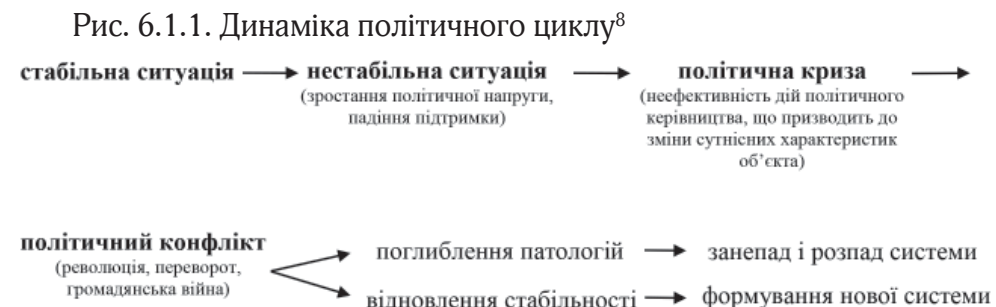 Рис. 6.1.1. Динаміка політичного циклу⁸
стабільна ситуація → нестабільна ситуація → політична криза →
(зростання політичної напруги,
падіння підтримки)
(неефективність дій політичного
керівництва, що призводить до
зміни сутнісних характеристик
об’єкта)
політичний конфлікт
(революція, переворот,
громадянська війна)
поглиблення патологій → занепад і розпад системи
відновлення стабільності → формування нової системи